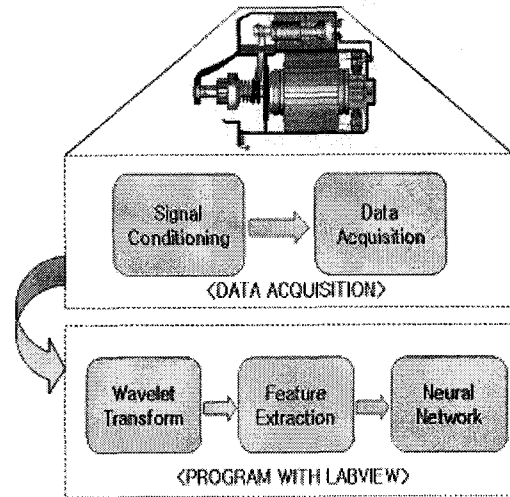 Signal
Conditioning
Data
Acquisition
<DATA ACQUISITION>
Wavelet
Transform
Feature
Extraction
Neural
Network
<PROGRAM WITH LABVIEW>